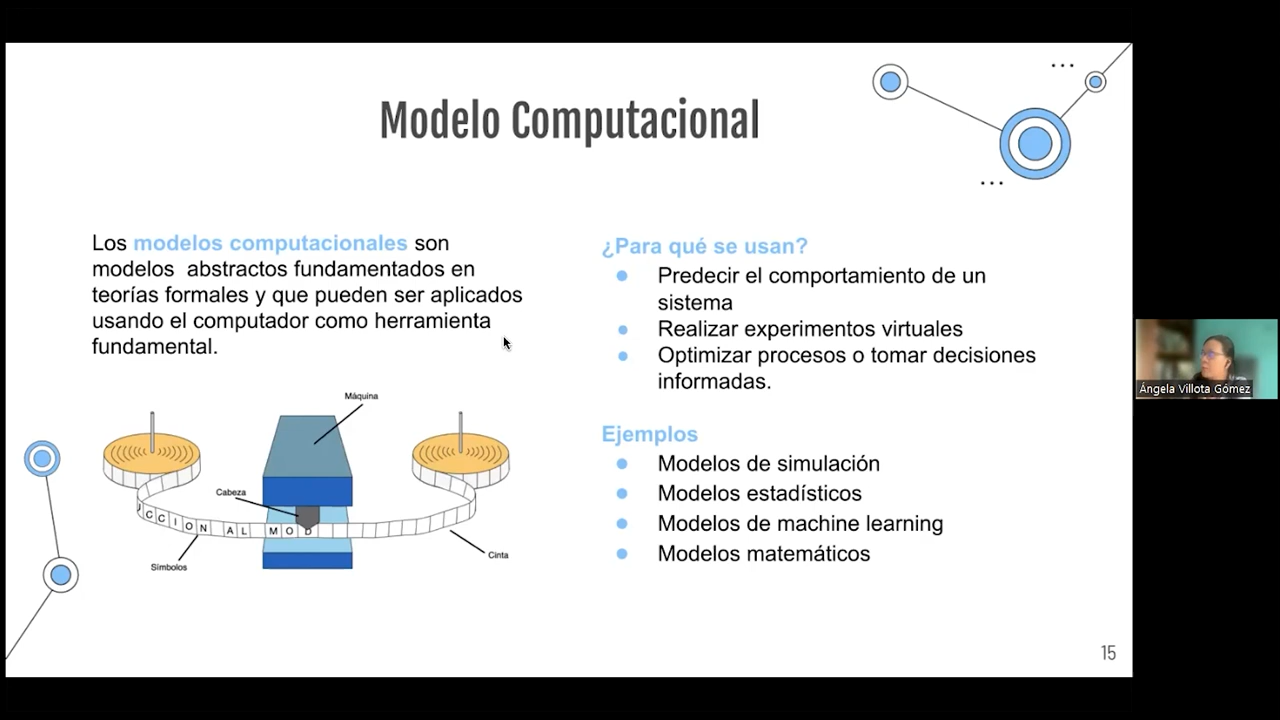 Modelo Computacional
Los modelos computacionales son
modelos abstractos fundamentados en
teorías formales y que pueden ser aplicados
usando el computador como herramienta
fundamental.
Máquina
Cabeza
C C I O N A L M O D
Símbolos
Cinta
¿Para qué se usan?
Predecir el comportamiento de un
sistema
Realizar experimentos virtuales
Optimizar procesos o tomar decisiones
informadas.
Ejemplos
Modelos de simulación
Modelos estadísticos
Modelos de machine learning
Modelos matemáticos
15
Ángela Villota Gómez